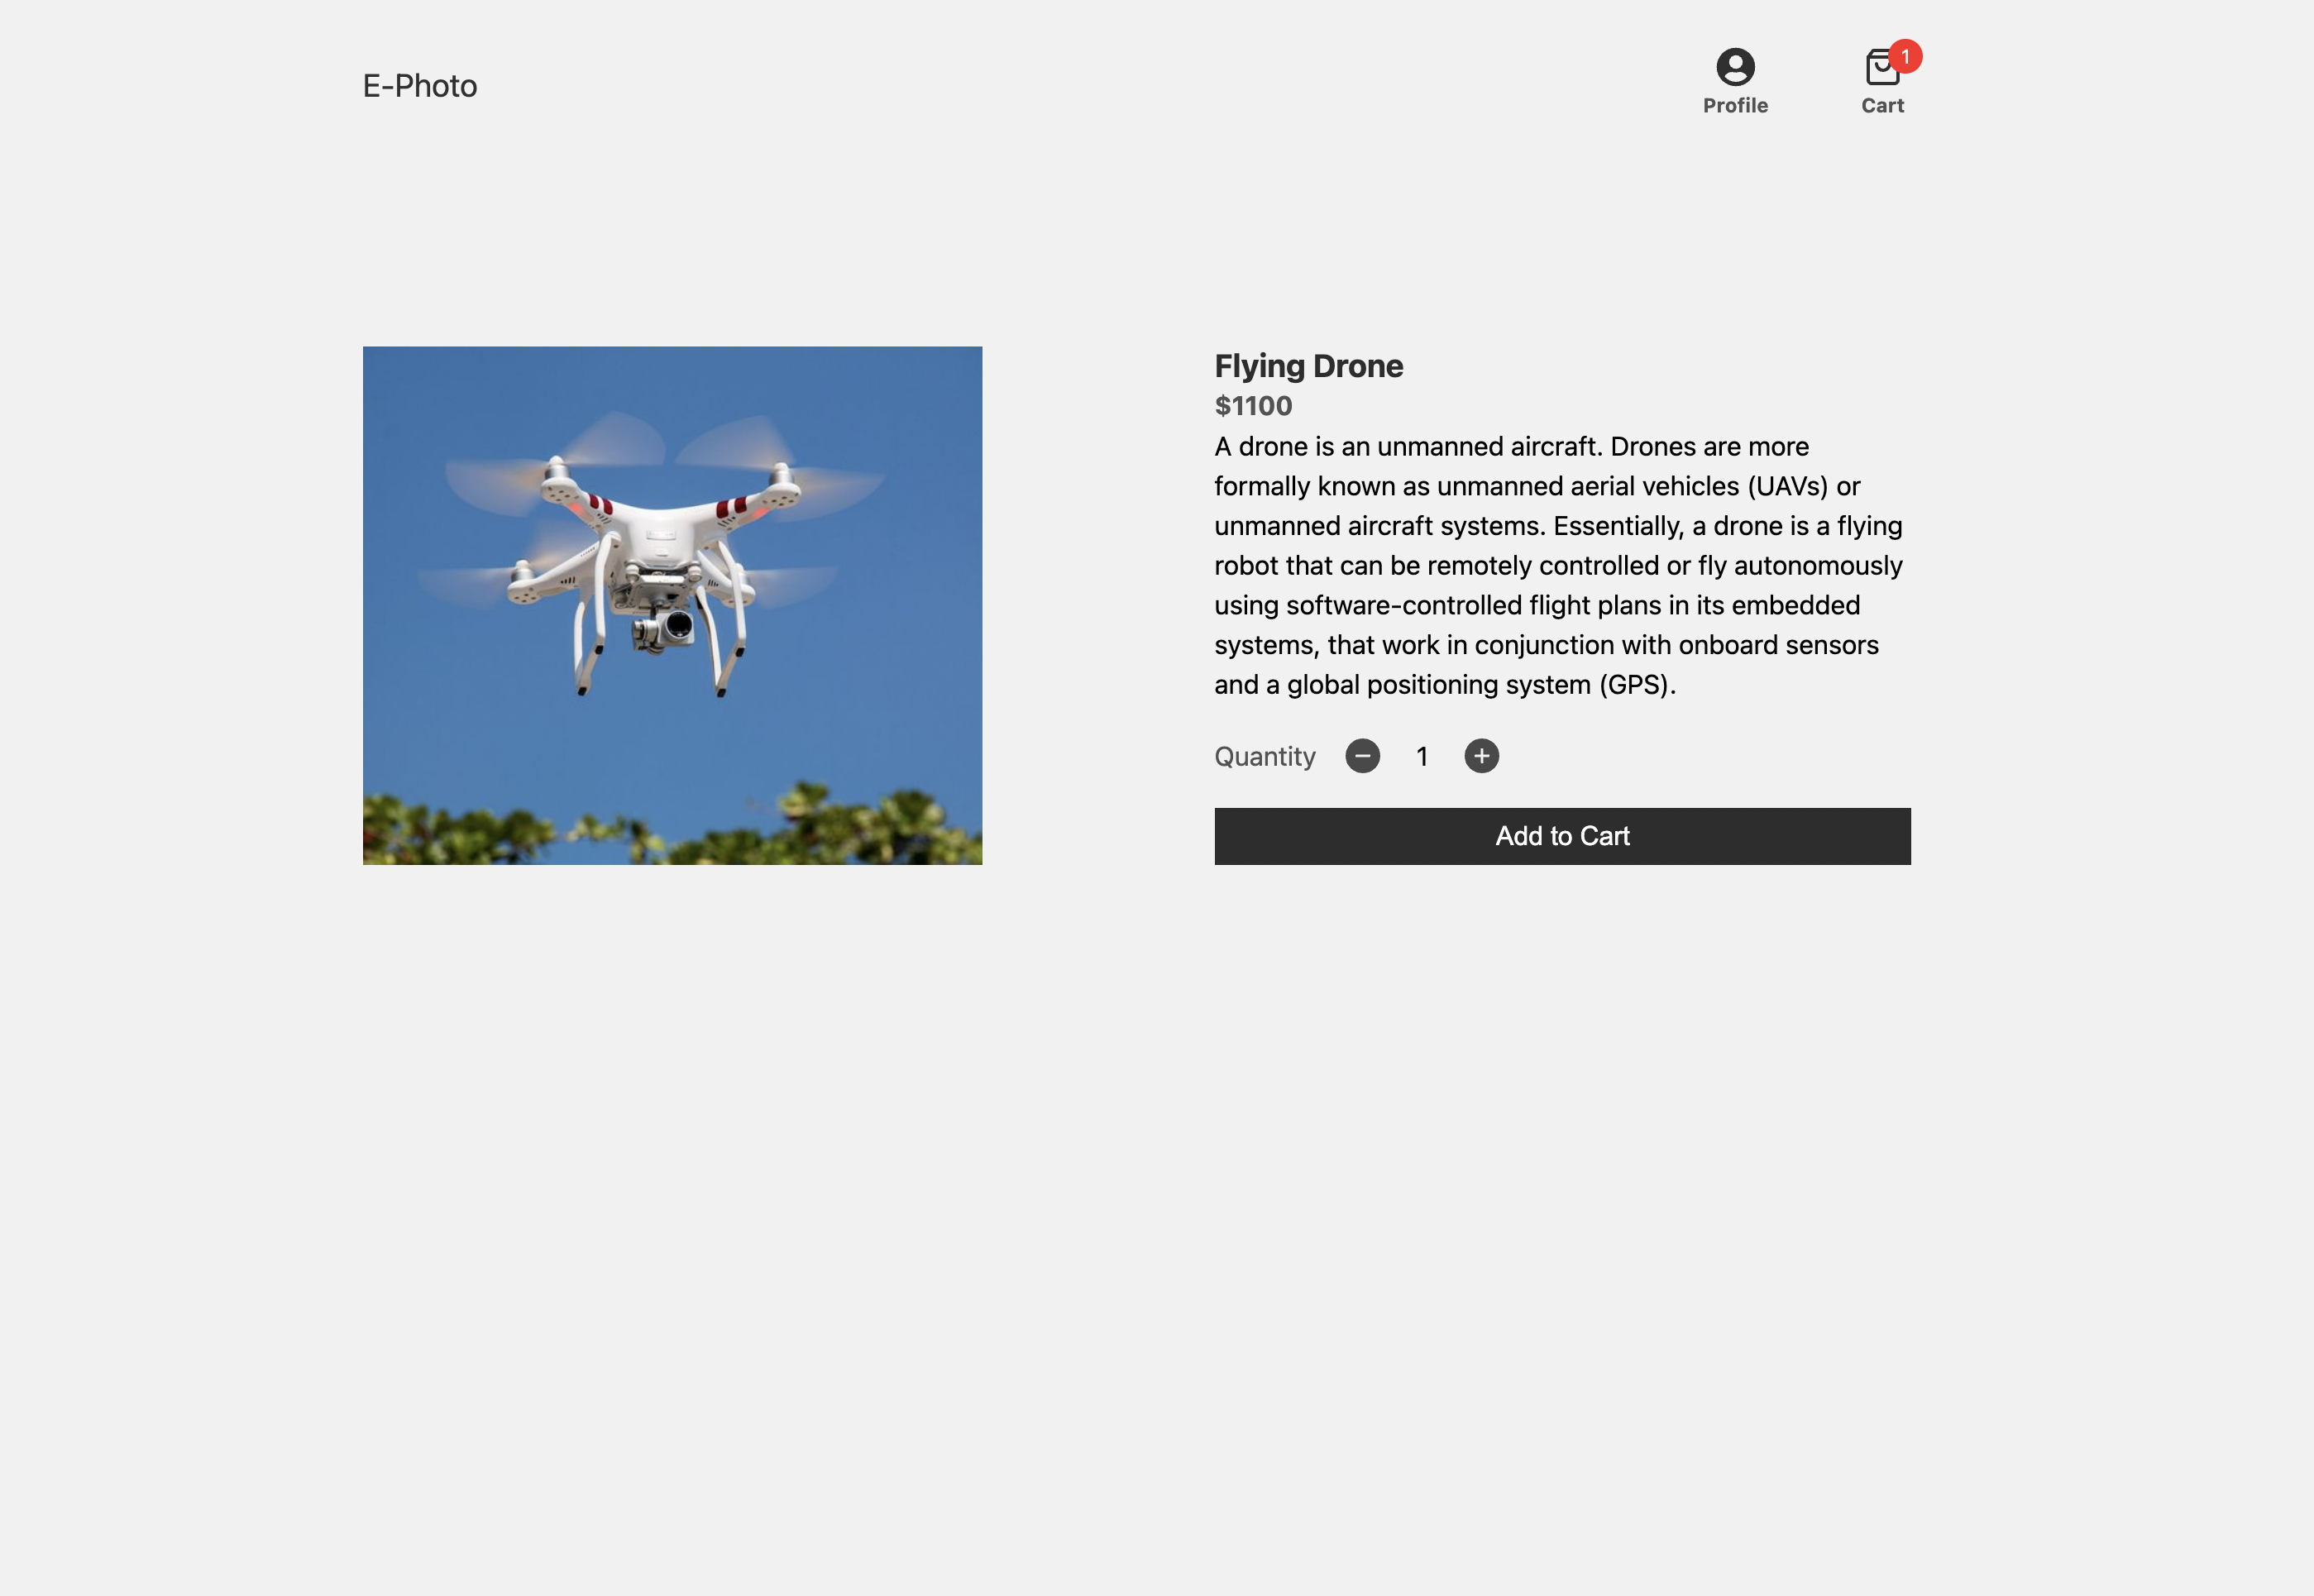 E-Photo
Profile
Cart
1
Flying Drone
$1100
A drone is an unmanned aircraft. Drones are more
formally known as unmanned aerial vehicles (UAVs) or
unmanned aircraft systems. Essentially, a drone is a flying
robot that can be remotely controlled or fly autonomously
using software-controlled flight plans in its embedded
systems, that work in conjunction with onboard sensors
and a global positioning system (GPS).
Quantity 1
Add to Cart